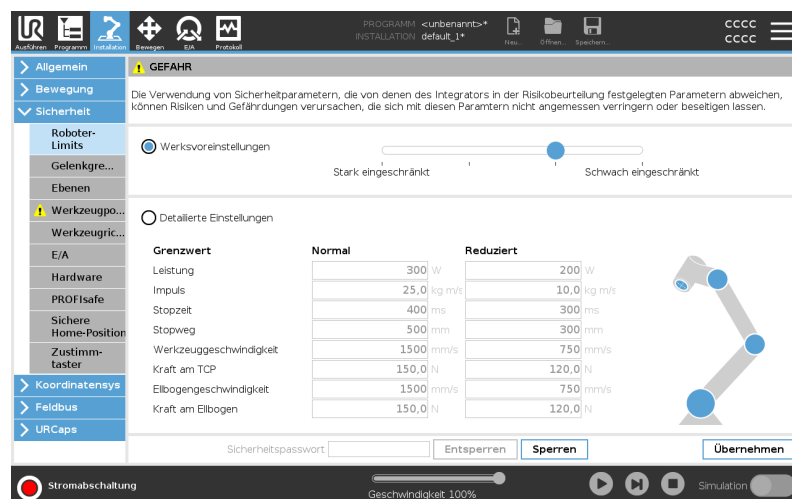 PROGRAMM <unbenannt>*
INSTALLATION default_1*
cccc
cccc
Ausführen Programm Installation Bewegen E/A Protokoll Neu... Öffnen... Speichern...
Allgemein
Bewegung
Sicherheit
Roboter-
Limits
Gelenkgre...
Ebenen
Werkzeugpo...
Werkzeugric...
E/A
Hardware
PROFIsafe
Sichere
Home-Position
Zustimm-
taster
Koordinatensys
Feldbus
URCaps
GEFAHR
Die Verwendung von Sicherheitsparametern, die von denen des Integrators in der Risikobeurteilung festgelegten Parametern abweichen,
können Risiken und Gefährdungen verursachen, die sich mit diesen Paramtern nicht angemessen verringern oder beseitigen lassen.
Werksvoreinstellungen
Stark eingeschränkt Schwach eingeschränkt
Detailierte Einstellungen
Grenzwert Normal Reduziert
Leistung 300 W 200 W
Impuls 25,0 kg m/s 10,0 kg m/s
Stopzeit 400 ms 300 ms
Stopweg 500 mm 300 mm
Werkzeuggeschwindigkeit 1500 mm/s 750 mm/s
Kraft am TCP 150,0 N 120,0 N
Ellbogengeschwindigkeit 1500 mm/s 750 mm/s
Kraft am Ellbogen 150,0 N 120,0 N
Sicherheitspasswort Entsperren Sperren Übernehmen
Stromabschaltung
Geschwindigkeit 100%
Simulation